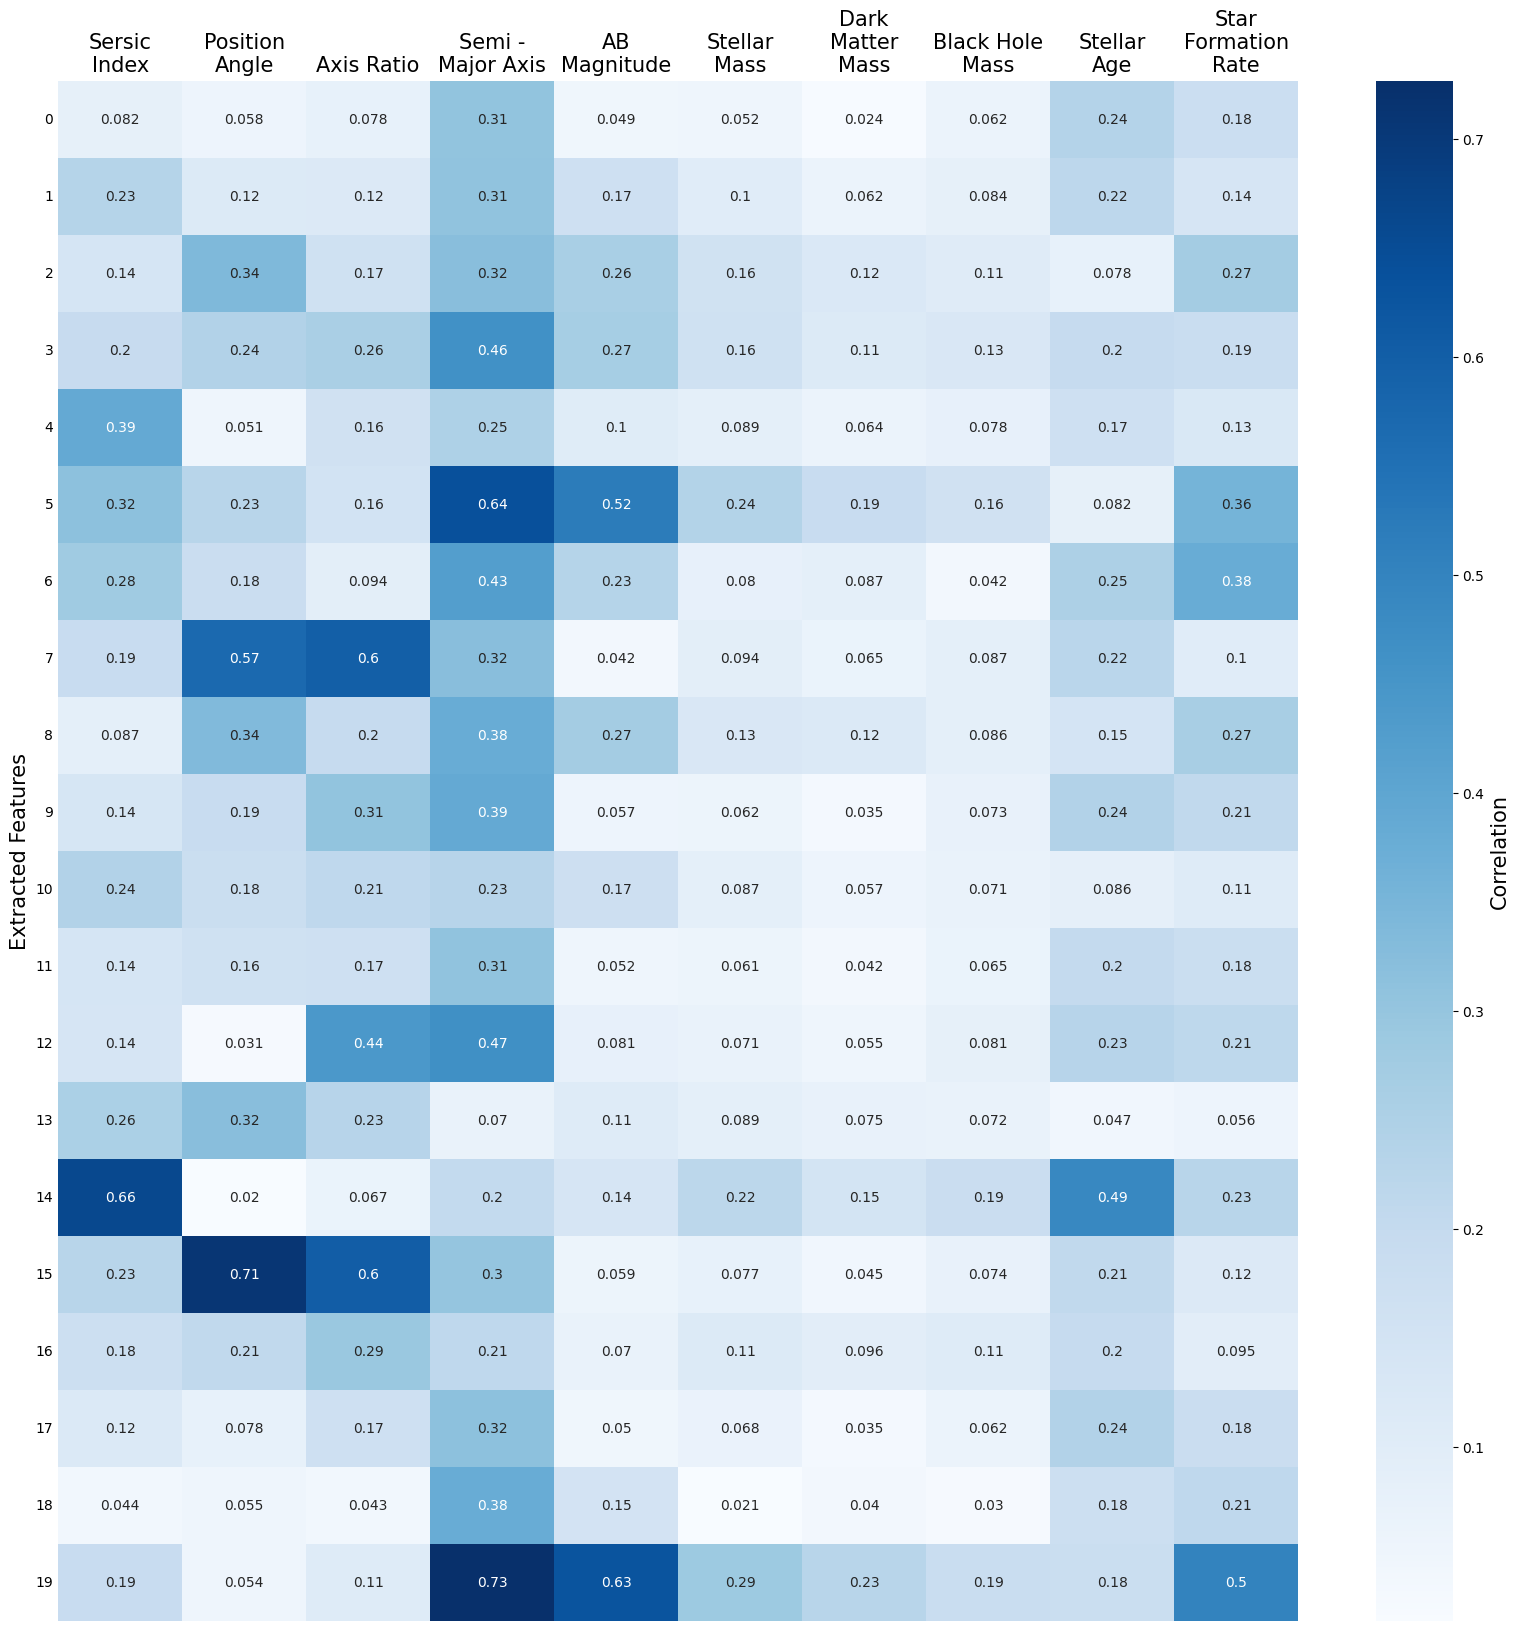 Sersic Index
Position Angle
Axis Ratio
Semi - Major Axis
AB Magnitude
Stellar Mass
Dark Matter Mass
Black Hole Mass
Stellar Age
Star Formation Rate
0 0.082 0.058 0.078 0.31 0.049 0.052 0.024 0.062 0.24 0.18
1 0.23 0.12 0.12 0.31 0.17 0.1 0.062 0.084 0.22 0.14
2 0.14 0.34 0.17 0.32 0.26 0.16 0.12 0.11 0.078 0.27
3 0.2 0.24 0.26 0.46 0.27 0.16 0.11 0.13 0.2 0.19
4 0.39 0.051 0.16 0.25 0.1 0.089 0.064 0.078 0.17 0.13
5 0.32 0.23 0.16 0.64 0.52 0.24 0.19 0.16 0.082 0.36
6 0.28 0.18 0.094 0.43 0.23 0.08 0.087 0.042 0.25 0.38
7 0.19 0.57 0.6 0.32 0.042 0.094 0.065 0.087 0.22 0.1
8 0.087 0.34 0.2 0.38 0.27 0.13 0.12 0.086 0.15 0.27
9 0.14 0.19 0.31 0.39 0.057 0.062 0.035 0.073 0.24 0.21
10 0.24 0.18 0.21 0.23 0.17 0.087 0.057 0.071 0.086 0.11
11 0.14 0.16 0.17 0.31 0.052 0.061 0.042 0.065 0.2 0.18
12 0.14 0.031 0.44 0.47 0.081 0.071 0.055 0.081 0.23 0.21
13 0.26 0.32 0.23 0.07 0.11 0.089 0.075 0.072 0.047 0.056
14 0.66 0.02 0.067 0.2 0.14 0.22 0.15 0.19 0.49 0.23
15 0.23 0.71 0.6 0.3 0.059 0.077 0.045 0.074 0.21 0.12
16 0.18 0.21 0.29 0.21 0.07 0.11 0.096 0.11 0.2 0.095
17 0.12 0.078 0.17 0.32 0.05 0.068 0.035 0.062 0.24 0.18
18 0.044 0.055 0.043 0.38 0.15 0.021 0.04 0.03 0.18 0.21
19 0.19 0.054 0.11 0.73 0.63 0.29 0.23 0.19 0.18 0.5
Extracted Features
0.7
0.6
0.5
0.4
0.3
0.2
0.1
Correlation